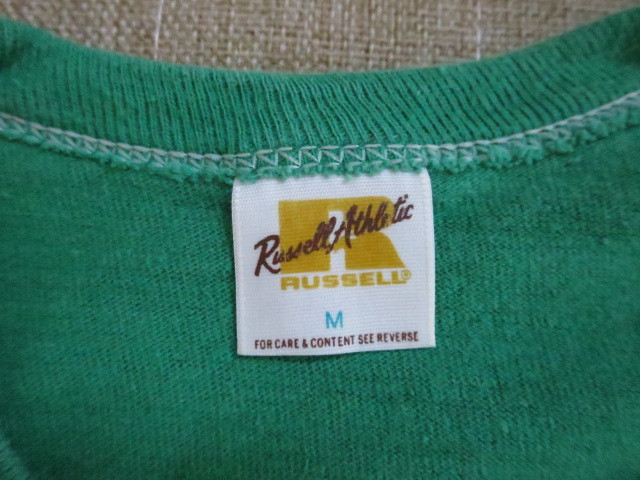 Russell Athletic
RUSSELL®
M
FOR CARE & CONTENT SEE REVERSE